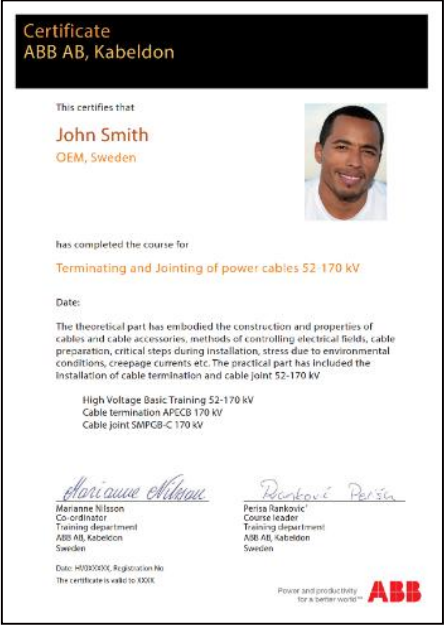 Certificate
ABB AB, Kabeldon
This certifies that
John Smith
OEM, Sweden
has completed the course for
Terminating and Jointing of power cables 52-170 kV
Date:
The theoretical part has embodied the construction and properties of
cables and cable accessories, methods of controlling electrical fields, cable
preparation, critical steps during installation, stress due to environmental
conditions, creepage currents etc. The practical part has included the
installation of cable termination and cable joint 52-170 kV
High Voltage Basic Training 52-170 kV
Cable termination APECB 170 kV
Cable joint SMPGB-C 170 kV
Marianne Nilsson Ranković Perisa
Marianne Nilsson Perisa Rankovic'
Co-ordinator Course leader
Training department Training department
ABB AB, Kabeldon ABB AB, Kabeldon
Sweden Sweden
Date: Registration No
The certificate is valid to XXXX
Power and productivity
for a better world™ ABB